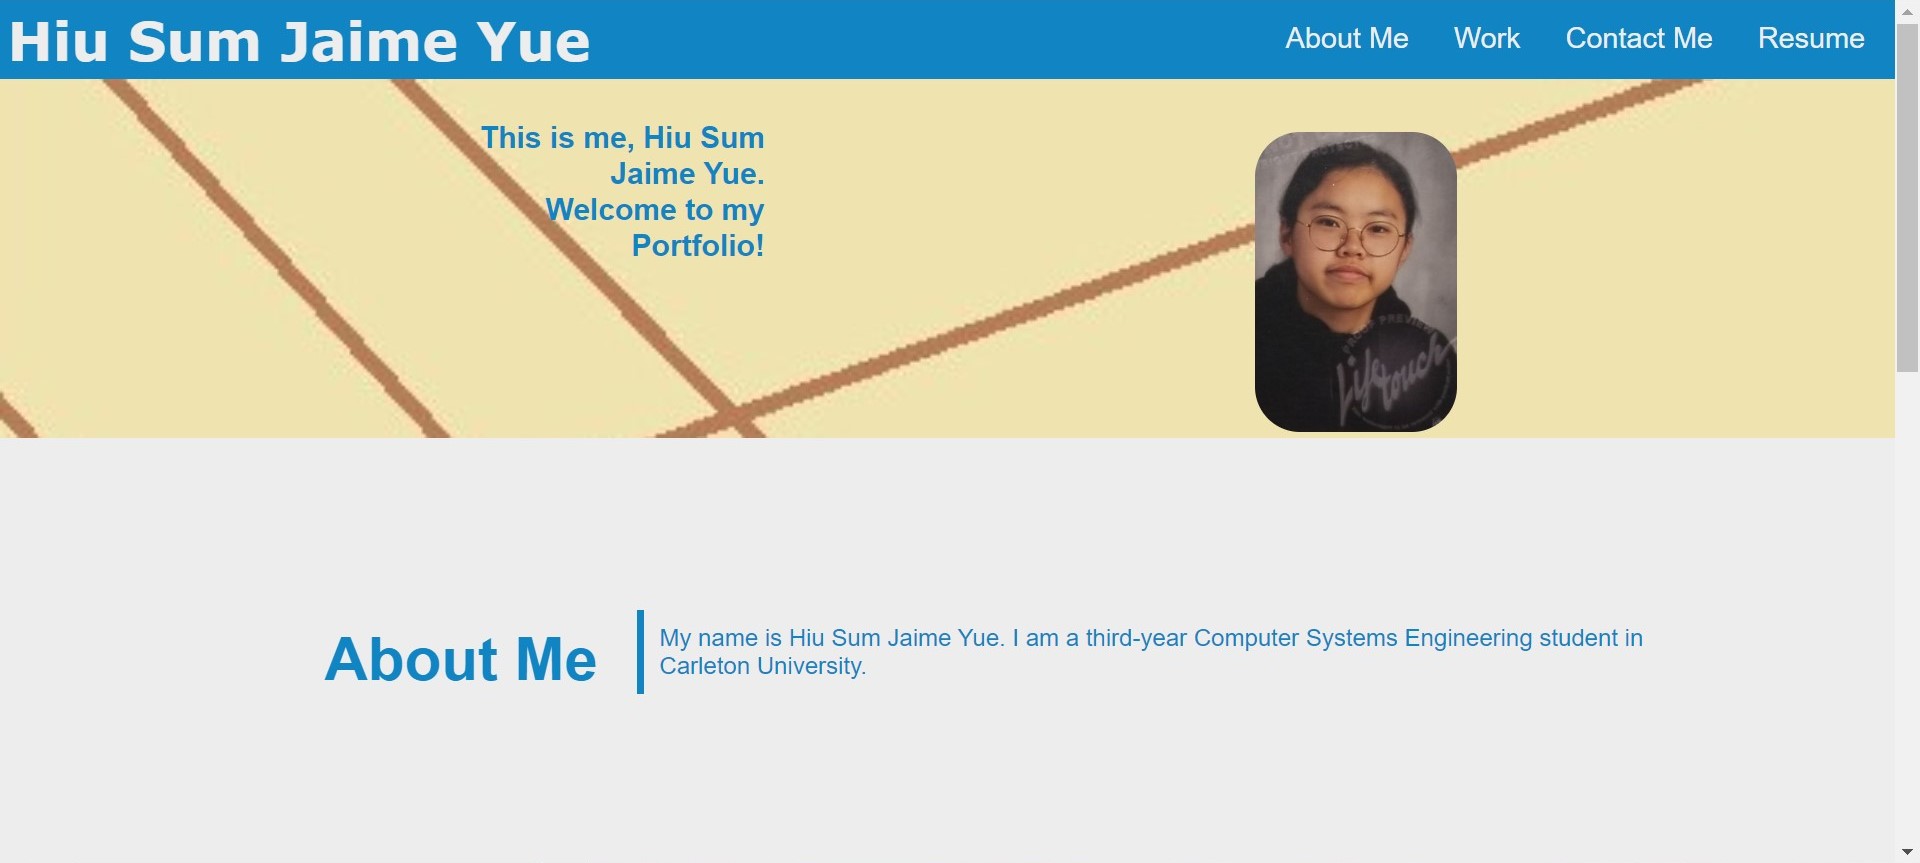 Hiu Sum Jaime Yue
About Me Work Contact Me Resume
This is me, Hiu Sum
Jaime Yue.
Welcome to my
Portfolio!
PROOF PREVIEW
Lifetouch
About Me
My name is Hiu Sum Jaime Yue. I am a third-year Computer Systems Engineering student in
Carleton University.